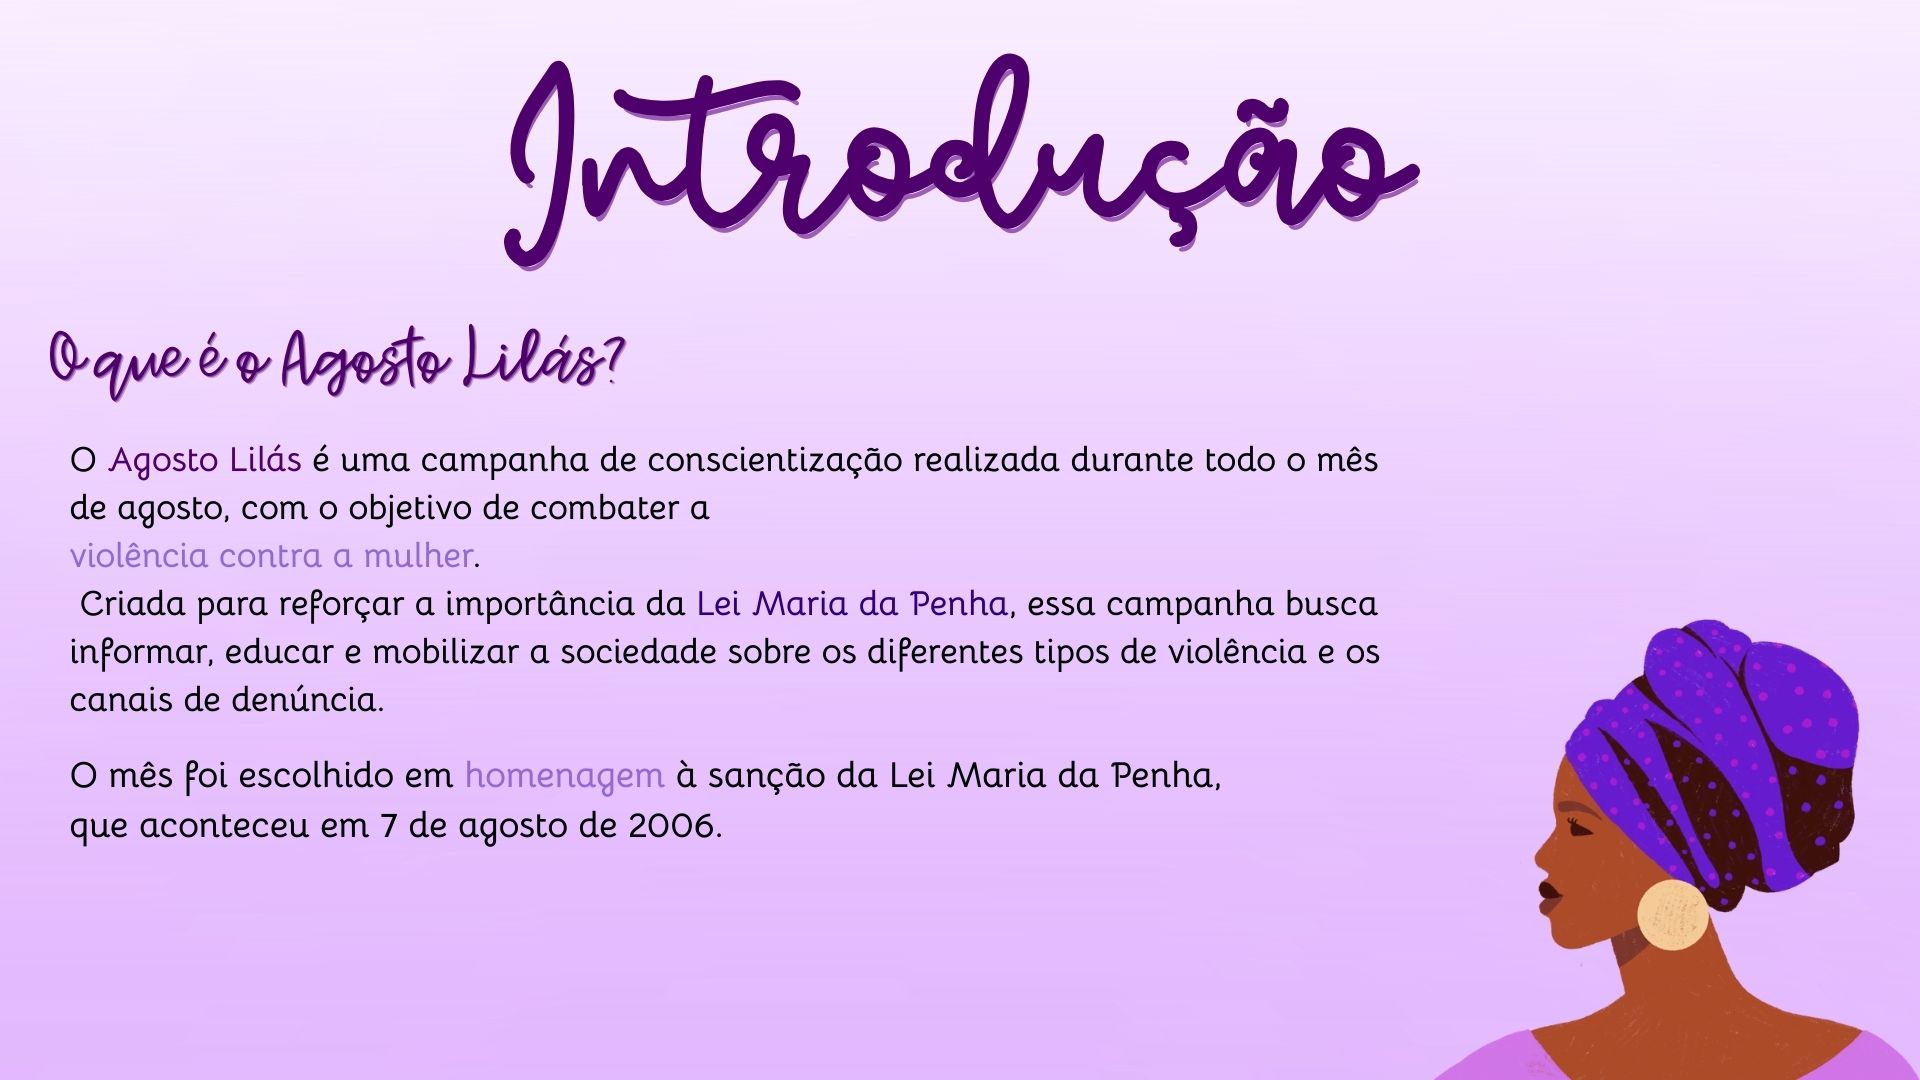 Introdução
O que é o Agosto Lilás?
O Agosto Lilás é uma campanha de conscientização realizada durante todo o mês
de agosto, com o objetivo de combater a
violência contra a mulher.
Criada para reforçar a importância da Lei Maria da Penha, essa campanha busca
informar, educar e mobilizar a sociedade sobre os diferentes tipos de violência e os
canais de denúncia.
O mês foi escolhido em homenagem à sanção da Lei Maria da Penha,
que aconteceu em 7 de agosto de 2006.